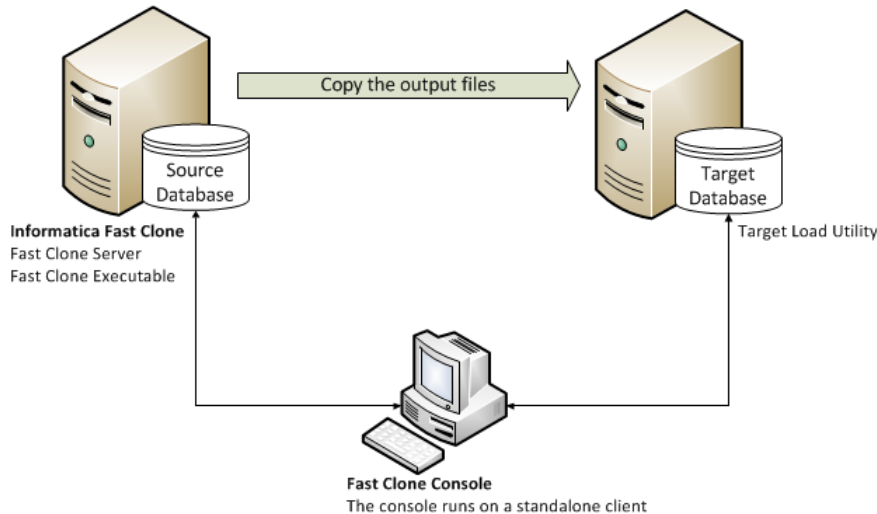 Copy the output files
Source
Database
Target
Database
Informatica Fast Clone
Fast Clone Server
Fast Clone Executable
Target Load Utility
Fast Clone Console
The console runs on a standalone client